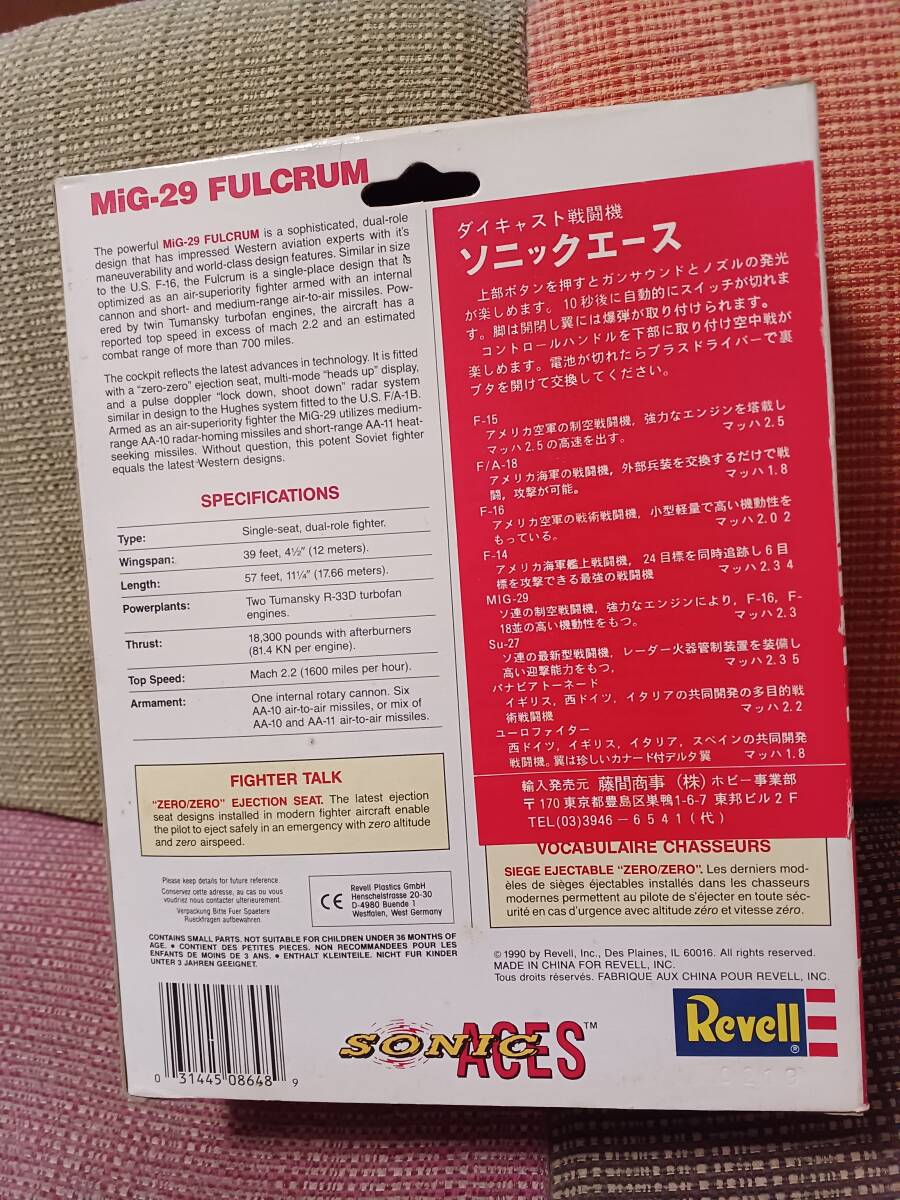 MiG-29 FULCRUM
The powerful MiG-29 FULCRUM is a sophisticated, dual-role
design that has impressed Western aviation experts with it's
maneuverability and world-class design features. Similar in size
to the U.S. F-16, the Fulcrum is a single-place design that is
optimized as an air-superiority fighter armed with an internal
cannon and short- and medium-range air-to-air missiles. Pow-
ered by twin Tumansky turbofan engines, the aircraft has a
reported top speed in excess of mach 2.2 and an estimated
combat range of more than 700 miles.
The cockpit reflects the latest advances in technology. It is fitted
with a "zero-zero" ejection seat, multi-mode "heads up" display,
and a pulse doppler "lock down, shoot down" radar system
similar in design to the Hughes system fitted to the U.S. F/A-1B.
Armed as an air-superiority fighter the MiG-29 utilizes medium-
range AA-10 radar-homing missiles and short-range AA-11 heat-
seeking missiles. Without question, this potent Soviet fighter
equals the latest Western designs.
SPECIFICATIONS
Type: Single-seat, dual-role fighter.
Wingspan: 39 feet, 4½" (12 meters).
Length: 57 feet, 11¼" (17.66 meters).
Powerplants: Two Tumansky R-33D turbofan
engines.
Thrust: 18,300 pounds with afterburners
(81.4 KN per engine).
Top Speed: Mach 2.2 (1600 miles per hour).
Armament: One internal rotary cannon. Six
AA-10 air-to-air missiles, or mix of
AA-10 and AA-11 air-to-air missiles.
FIGHTER TALK
"ZERO/ZERO" EJECTION SEAT. The latest ejection
seat designs installed in modern fighter aircraft enable
the pilot to eject safely in an emergency with zero altitude
and zero airspeed.
Please keep details for future reference.
Conservez cette adresse, au cas ou vous
voudriez nous contacter ulterieurement.
Verpackung Bitte Fuer Spaetere
Rueckfragen aufbewahren.
CE
Revell Plastics GmbH
Henschelstrasse 20-30
D-4980 Buende 1
Westfalen, West Germany
CONTAINS SMALL PARTS. NOT SUITABLE FOR CHILDREN UNDER 36 MONTHS OF
AGE. • CONTIENT DES PETITES PIECES. NON RECOMMANDEES POUR LES
ENFANTS DE MOINS DE 3 ANS. • ENTHALT KLEINTEILE. NICHT FUR KINDER
UNTER 3 JAHREN GEEIGNET.
0 31445 08648 9
ダイキャスト戦闘機
ソニックエース
上部ボタンを押すとガンサウンドとノズルの発光
が楽しめます。10秒後に自動的にスイッチが切れま
す。脚は開閉し翼には爆弾が取り付けられます。
コントロールハンドルを下部に取り付け空中戦が
楽しめます。電池が切れたらプラスドライバーで裏
ブタを開けて交換してください。
F-15
アメリカ空軍の制空戦闘機，強力なエンジンを塔載し
マッハ2.5の高速を出す。 マッハ2.5
F/A-18
アメリカ海軍の戦闘機，外部兵装を交換するだけで戦
闘，攻撃が可能。 マッハ1.8
F-16
アメリカ空軍の戦術戦闘機，小型軽量で高い機動性を
もっている。 マッハ2.02
F-14
アメリカ海軍艦上戦闘機，24目標を同時追跡し6目
標を攻撃できる最強の戦闘機 マッハ2.34
MIG-29
ソ連の制空戦闘機，強力なエンジンにより，F-16，F-
18並の高い機動性をもつ。 マッハ2.3
Su-27
ソ連の最新型戦闘機，レーダー火器管制装置を装備し
高い迎撃能力をもつ， マッハ2.35
パナビアトーネード
イギリス，西ドイツ，イタリアの共同開発の多目的戦
術戦闘機 マッハ2.2
ユーロファイター
西ドイツ，イギリス，イタリア，スペインの共同開発
戦闘機。翼は珍しいカナード付デルタ翼 マッハ1.8
輸入発売元 藤間商事（株）ホビー事業部
〒170 東京都豊島区巣鴨1-6-7 東邦ビル2F
TEL(03)3946-6541(代)
VOCABULAIRE CHASSEURS
SIEGE EJECTABLE "ZERO/ZERO". Les derniers mod-
èles de sièges éjectables installés dans les chasseurs
modernes permettent au pilote de s'éjecter en toute sécu-
rité en cas d'urgence avec altitude zéro et vitesse zéro.
© 1990 by Revell, Inc., Des Plaines, IL 60016. All rights reserved.
MADE IN CHINA FOR REVELL, INC.
Tous droits réservés. FABRIQUE AUX CHINA POUR REVELL, INC.
SONIC ACES™
Revell®